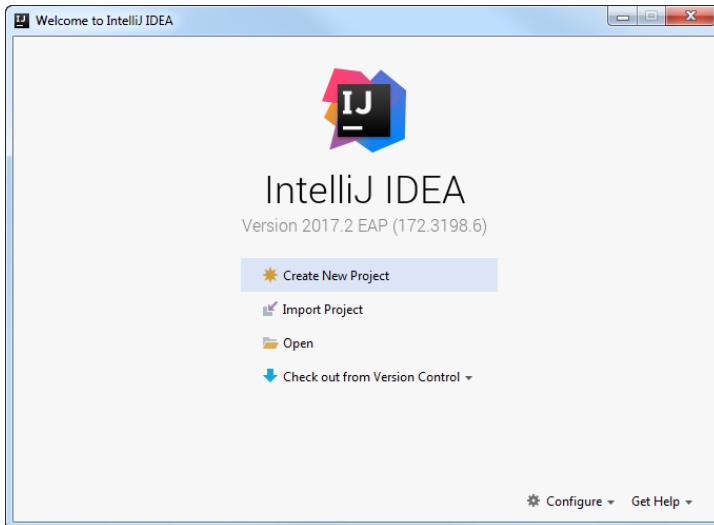 Welcome to IntelliJ IDEA
IJ
IntelliJ IDEA
Version 2017.2 EAP (172.3198.6)
Create New Project
Import Project
Open
Check out from Version Control
Configure Get Help